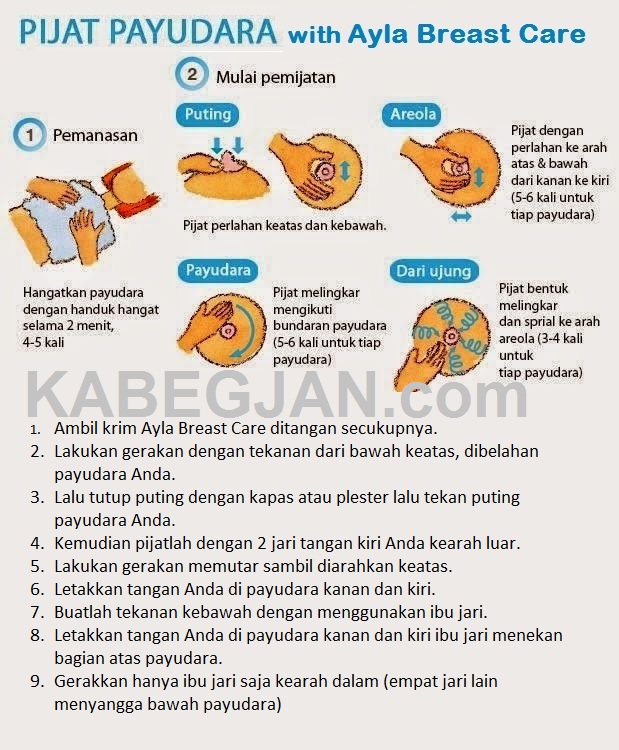 PIJAT PAYUDARA with Ayla Breast Care
1 Pemanasan
Hangatkan payudara
dengan handuk hangat
selama 2 menit,
4-5 kali
2 Mulai pemijatan
Puting
Pijat perlahan keatas dan kebawah.
Areola
Pijat dengan
perlahan ke arah
atas & bawah
dari kanan ke kiri
(5-6 kali untuk
tiap payudara)
Payudara
Pijat melingkar
mengikuti
bundaran payudara
(5-6 kali untuk tiap
payudara)
Dari ujung
Pijat bentuk
melingkar
dan sprial ke arah
areola (3-4 kali
untuk
tiap payudara)
KABEGJAN.com
1. Ambil krim Ayla Breast Care ditangan secukupnya.
2. Lakukan gerakan dengan tekanan dari bawah keatas, dibelahan
payudara Anda.
3. Lalu tutup puting dengan kapas atau plester lalu tekan puting
payudara Anda.
4. Kemudian pijatlah dengan 2 jari tangan kiri Anda kearah luar.
5. Lakukan gerakan memutar sambil diarahkan keatas.
6. Letakkan tangan Anda di payudara kanan dan kiri.
7. Buatlah tekanan kebawah dengan menggunakan ibu jari.
8. Letakkan tangan Anda di payudara kanan dan kiri ibu jari menekan
bagian atas payudara.
9. Gerakkan hanya ibu jari saja kearah dalam (empat jari lain
menyangga bawah payudara)